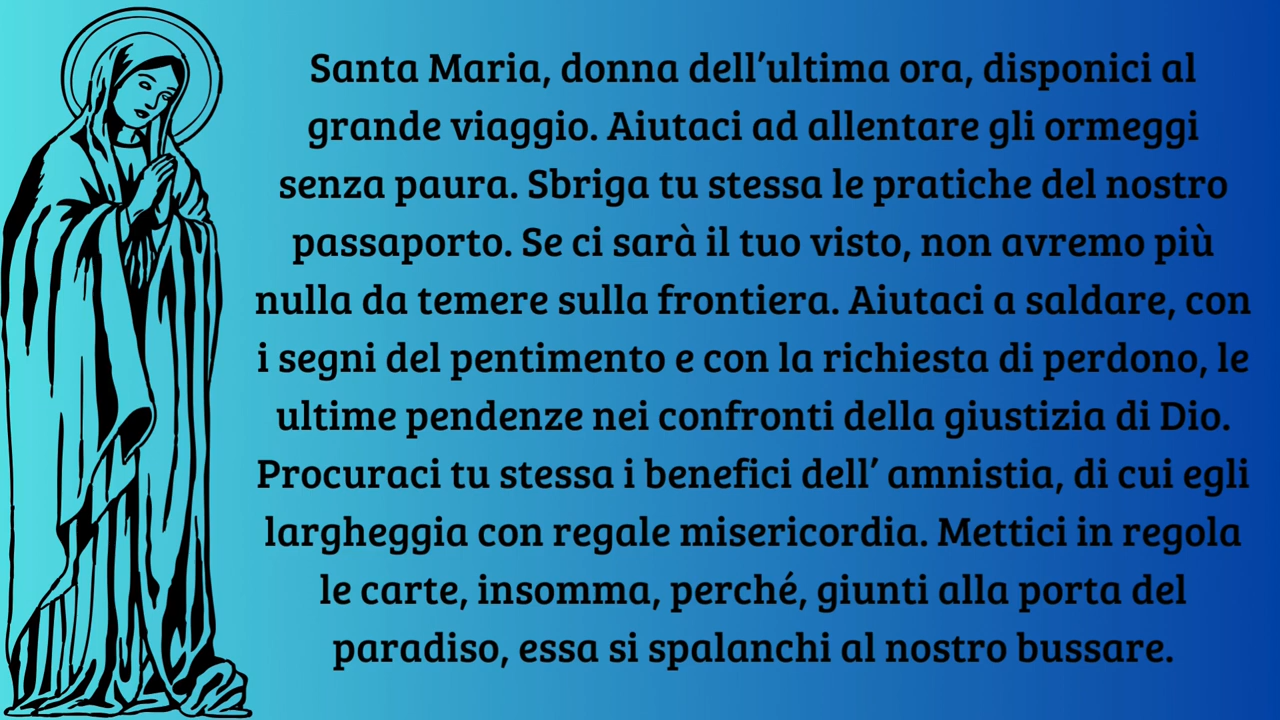 Santa Maria, donna dell’ultima ora, disponici al
grande viaggio. Aiutaci ad allentare gli ormeggi
senza paura. Sbriga tu stessa le pratiche del nostro
passaporto. Se ci sarà il tuo visto, non avremo più
nulla da temere sulla frontiera. Aiutaci a saldare, con
i segni del pentimento e con la richiesta di perdono, le
ultime pendenze nei confronti della giustizia di Dio.
Procuraci tu stessa i benefici dell’ amnistia, di cui egli
largheggia con regale misericordia. Mettici in regola
le carte, insomma, perché, giunti alla porta del
paradiso, essa si spalanchi al nostro bussare.